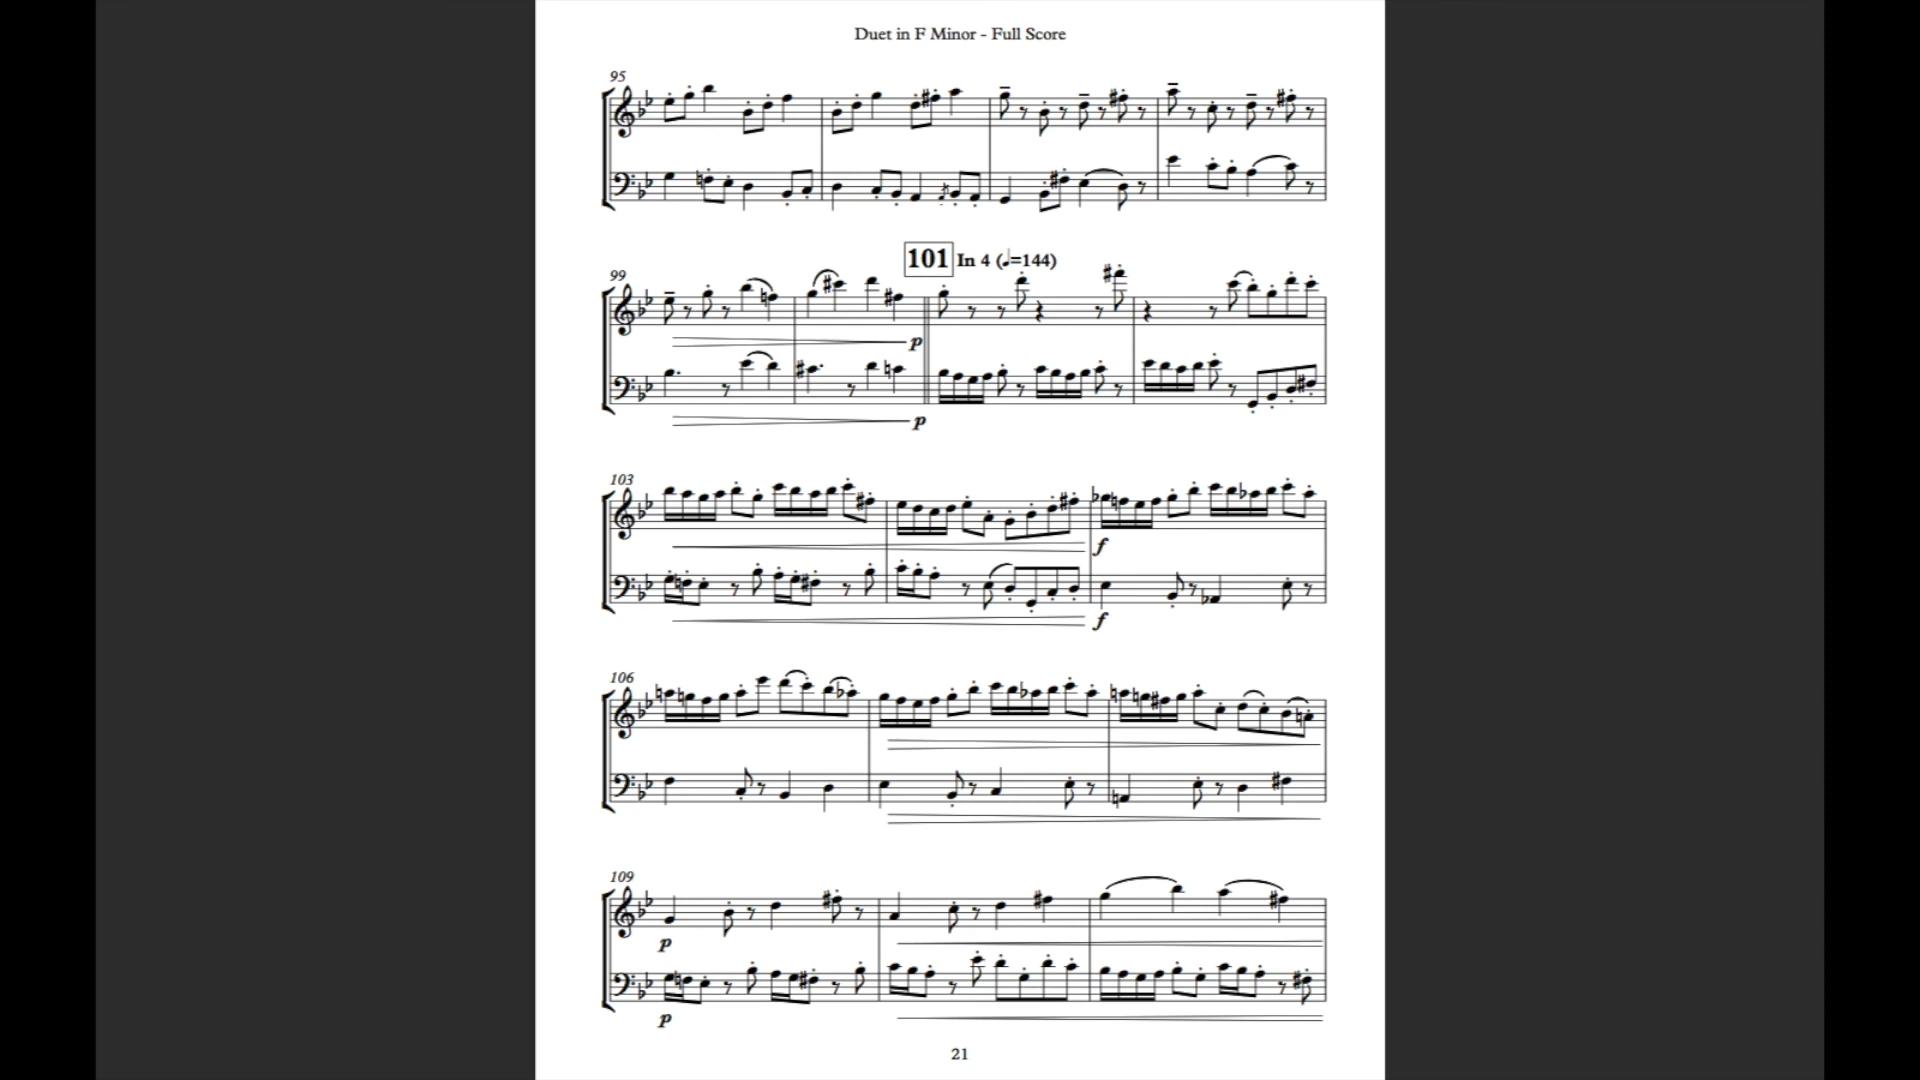 Duet in F Minor - Full Score
95
99
101 In 4 (♩=144)
p
p
103
f
f
106
109
p
p
21